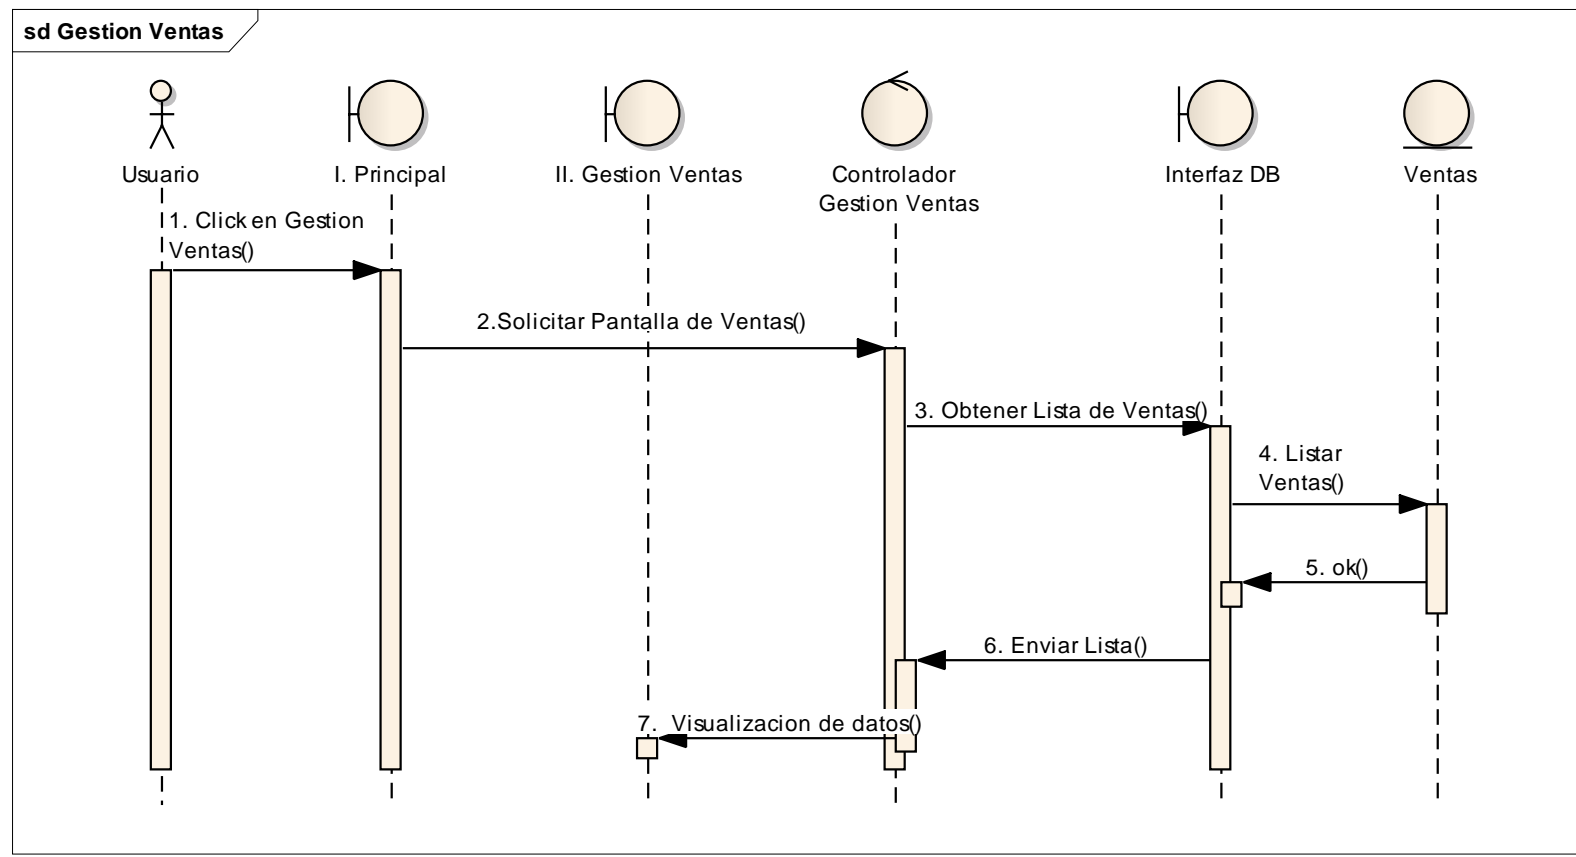 sd Gestion Ventas
Usuario
I. Principal
II. Gestion Ventas
Controlador
Gestion Ventas
Interfaz DB
Ventas
1. Click en Gestion
Ventas()
2.Solicitar Pantalla de Ventas()
3. Obtener Lista de Ventas()
4. Listar
Ventas()
5. ok()
6. Enviar Lista()
7. Visualizacion de datos()